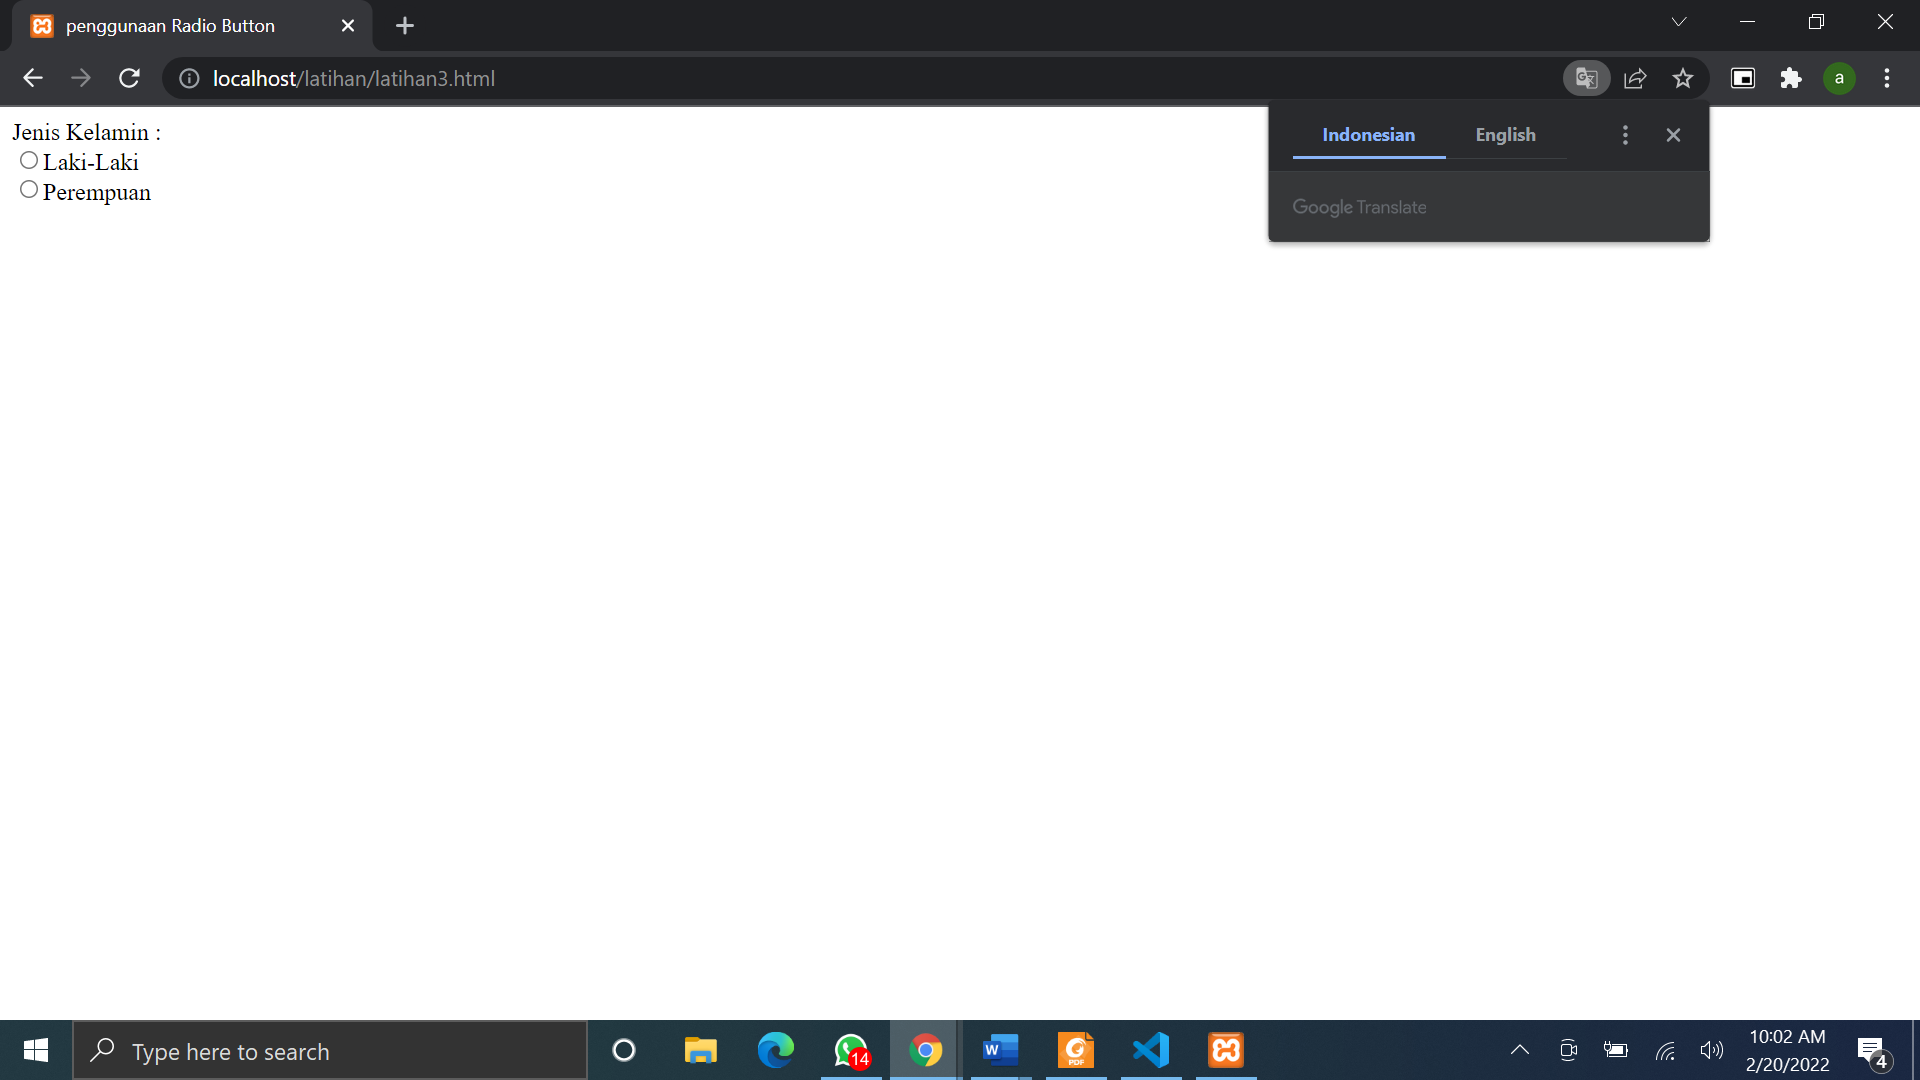 penggunaan Radio Button
localhost/latihan/latihan3.html
a
Indonesian English
Google Translate
Jenis Kelamin :
Laki-Laki
Perempuan
Type here to search
14
W
PDF
10:02 AM
2/20/2022
4